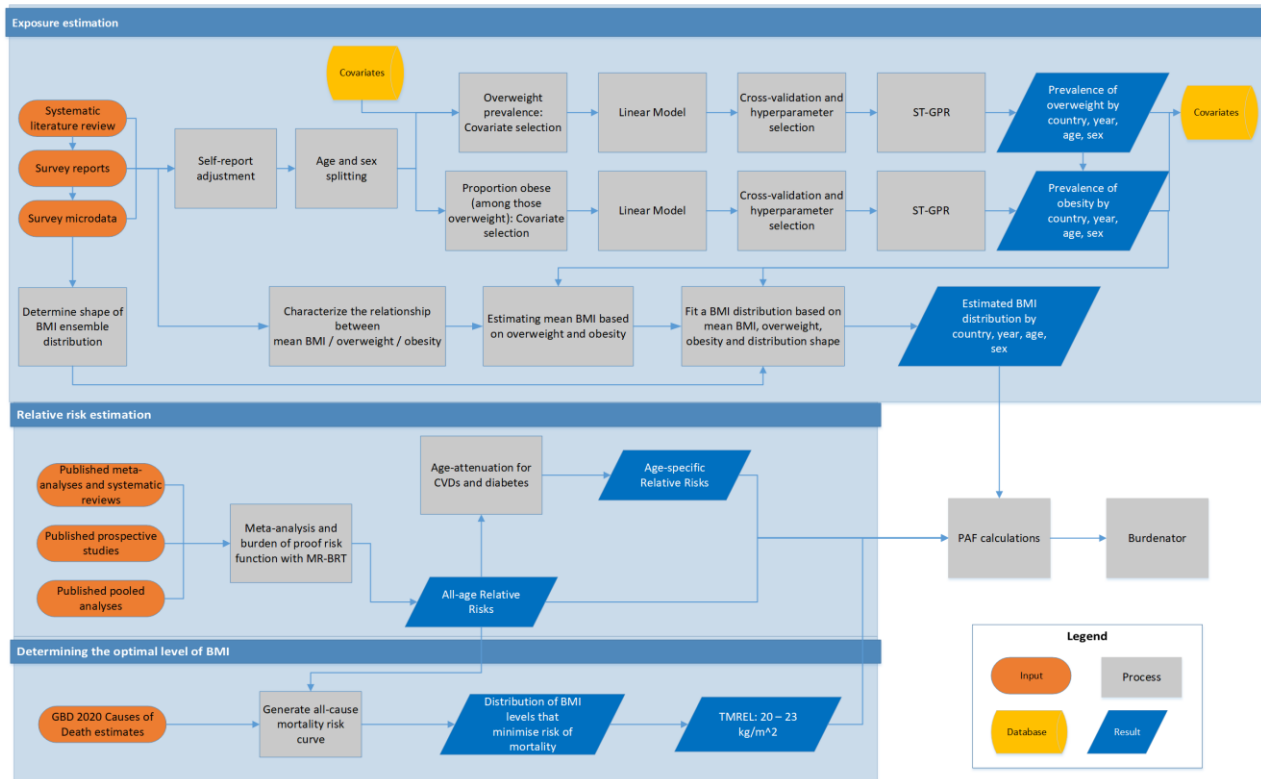 Exposure estimation
Covariates
Systematic
literature review
Survey reports
Survey microdata
Self-report
adjustment
Age and sex
splitting
Overweight
prevalence:
Covariate selection
Linear Model
Cross-validation and
hyperparameter
selection
ST-GPR
Prevalence of
overweight by
country, year,
age, sex
Covariates
Proportion obese
(among those
overweight): Covariate
selection
Linear Model
Cross-validation and
hyperparameter
selection
ST-GPR
Prevalence of
obesity by
country, year,
age, sex
Determine shape of
BMI ensemble
distribution
Characterize the relationship
between
mean BMI / overweight / obesity
Estimating mean BMI based
on overweight and obesity
Fit a BMI distribution based on
mean BMI, overweight,
obesity and distribution shape
Estimated BMI
distribution by
country, year, age,
sex
Relative risk estimation
Published meta-
analyses and systematic
reviews
Published prospective
studies
Published pooled
analyses
Meta-analysis and
burden of proof risk
function with MR-BRT
Age-attenuation for
CVDs and diabetes
Age-specific
Relative Risks
All-age Relative
Risks
PAF calculations
Burdenator
Determining the optimal level of BMI
GBD 2020 Causes of
Death estimates
Generate all-cause
mortality risk
curve
Distribution of BMI
levels that
minimise risk of
mortality
TMREL: 20 – 23
kg/m^2
Legend
Input
Process
Database
Result